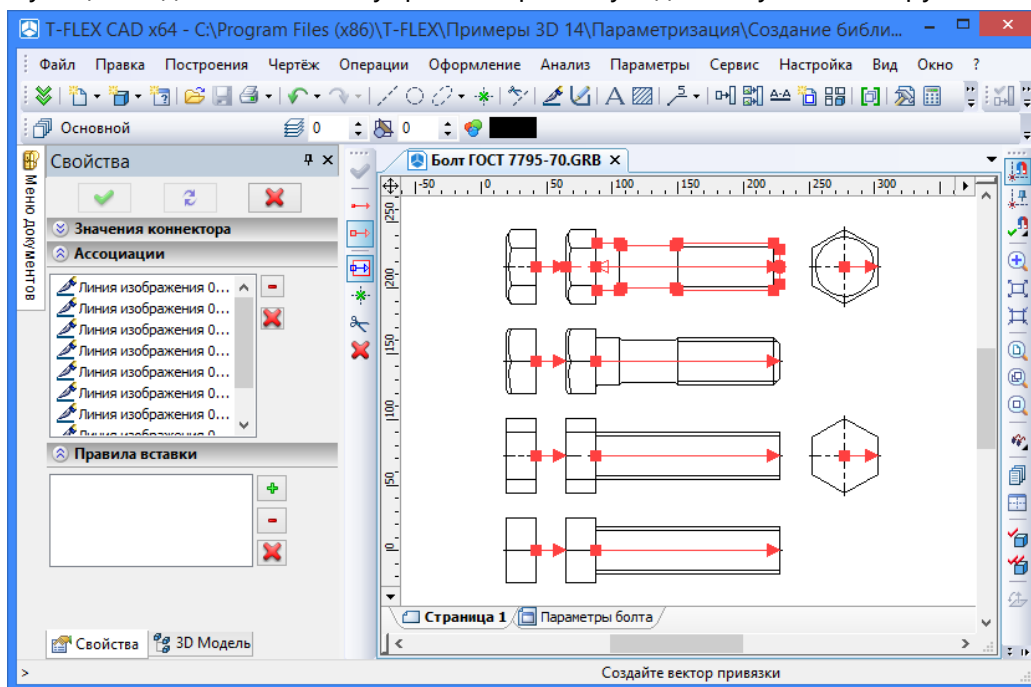 T-FLEX CAD x64 - C:\Program Files (x86)\T-FLEX\Примеры 3D 14\Параметризация\Создание библи...
Файл Правка Построения Чертёж Операции Оформление Анализ Параметры Сервис Настройка Вид Окно ?
Основной 0 0
Меню документов
Свойства
Болт ГОСТ 7795-70.GRB
-50 0 50 100 150 200 250 300
250 200 150 100 50 0
Значения коннектора
Ассоциации
Линия изображения 0...
Линия изображения 0...
Линия изображения 0...
Линия изображения 0...
Линия изображения 0...
Линия изображения 0...
Линия изображения 0...
Правила вставки
Страница 1 Параметры болта
Свойства 3D Модель
> Создайте вектор привязки